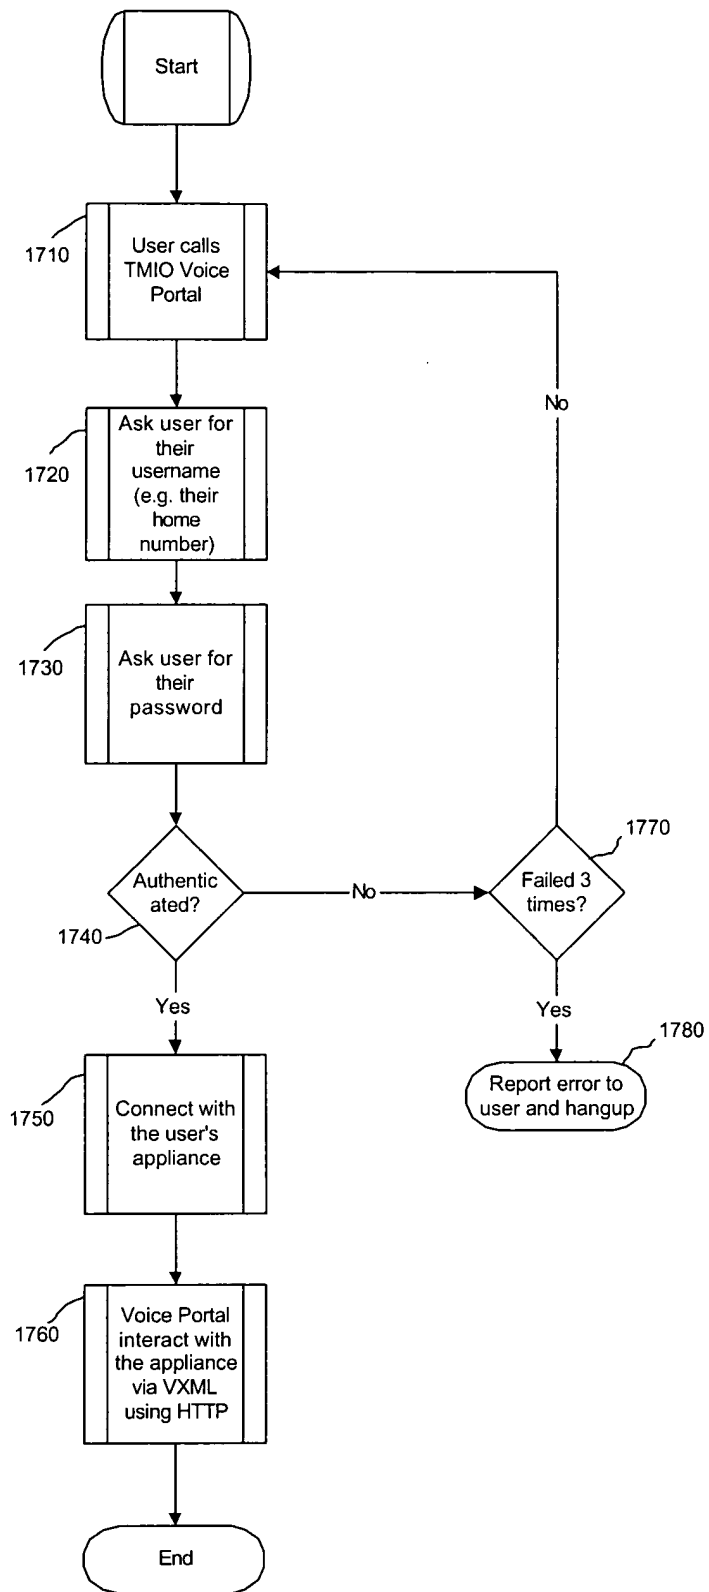 Start
1710
User calls
TMIO Voice
Portal
No
1720
Ask user for
their
username
(e.g. their
home
number)
1730
Ask user for
their
password
1770
Authentic
ated?
No
Failed 3
times?
1740
Yes
Yes
1780
Report error to
user and hangup
1750
Connect with
the user's
appliance
1760
Voice Portal
interact with
the appliance
via VXML
using HTTP
End